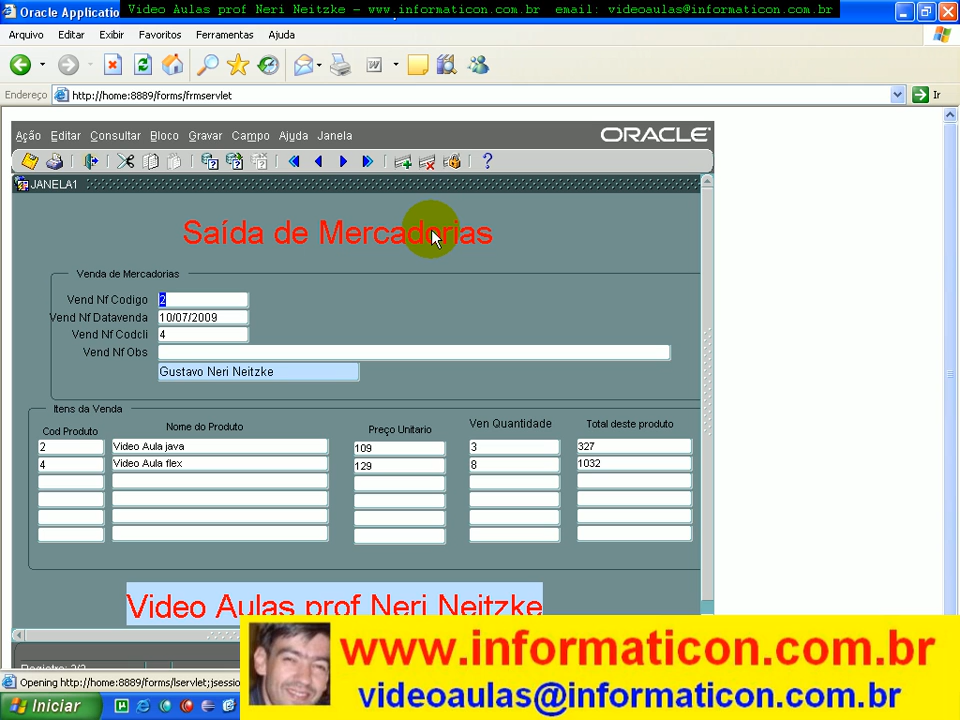 Oracle Applicatio
Video Aulas prof Neri Neitzke – www.informaticon.com.br email: videoaulas@informaticon.com.br
Arquivo Editar Exibir Favoritos Ferramentas Ajuda
Endereço http://home:8889/forms/frmservlet Ir
Ação Editar Consultar Bloco Gravar Campo Ajuda Janela ORACLE
JANELA1
Saída de Mercadorias
Venda de Mercadorias
Vend Nf Codigo 2
Vend Nf Datavenda 10/07/2009
Vend Nf Codcli 4
Vend Nf Obs
Gustavo Neri Neitzke
Itens da Venda
Cod Produto Nome do Produto Preço Unitario Ven Quantidade Total deste produto
2 Video Aula java 109 3 327
4 Video Aula flex 129 8 1032
Video Aulas prof Neri Neitzke
www.informaticon.com.br
videoaulas@informaticon.com.br
Registro: 2/2
Opening http://home:8889/forms/lservlet;jsessio
Iniciar